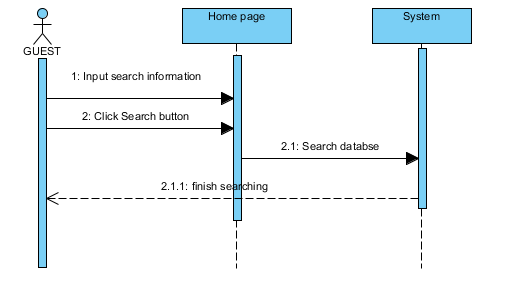 Home page
System
GUEST
1: Input search information
2: Click Search button
2.1: Search databse
2.1.1: finish searching